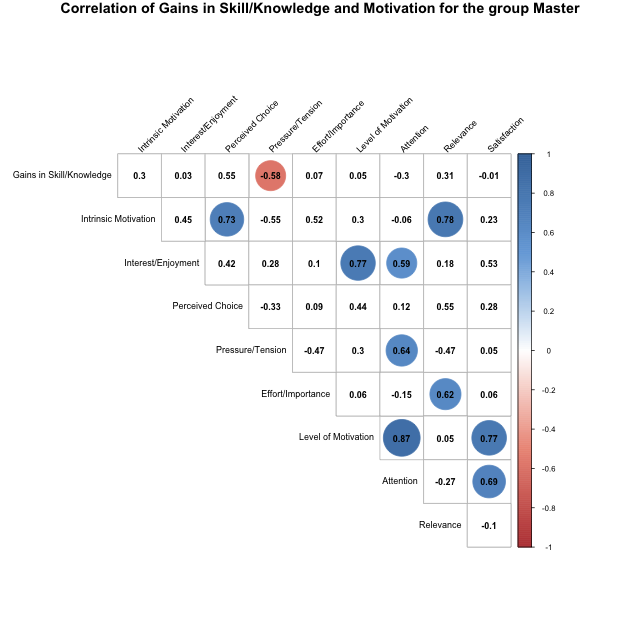 Correlation of Gains in Skill/Knowledge and Motivation for the group Master
Intrinsic Motivation
Interest/Enjoyment
Perceived Choice
Pressure/Tension
Effort/Importance
Level of Motivation
Attention
Relevance
Satisfaction
Gains in Skill/Knowledge 0.3 0.03 0.55 -0.58 0.07 0.05 -0.3 0.31 -0.01
Intrinsic Motivation 0.45 0.73 -0.55 0.52 0.3 -0.06 0.78 0.23
Interest/Enjoyment 0.42 0.28 0.1 0.77 0.59 0.18 0.53
Perceived Choice -0.33 0.09 0.44 0.12 0.55 0.28
Pressure/Tension -0.47 0.3 0.64 -0.47 0.05
Effort/Importance 0.06 -0.15 0.62 0.06
Level of Motivation 0.87 0.05 0.77
Attention -0.27 0.69
Relevance -0.1
1
0.8
0.6
0.4
0.2
0
-0.2
-0.4
-0.6
-0.8
-1